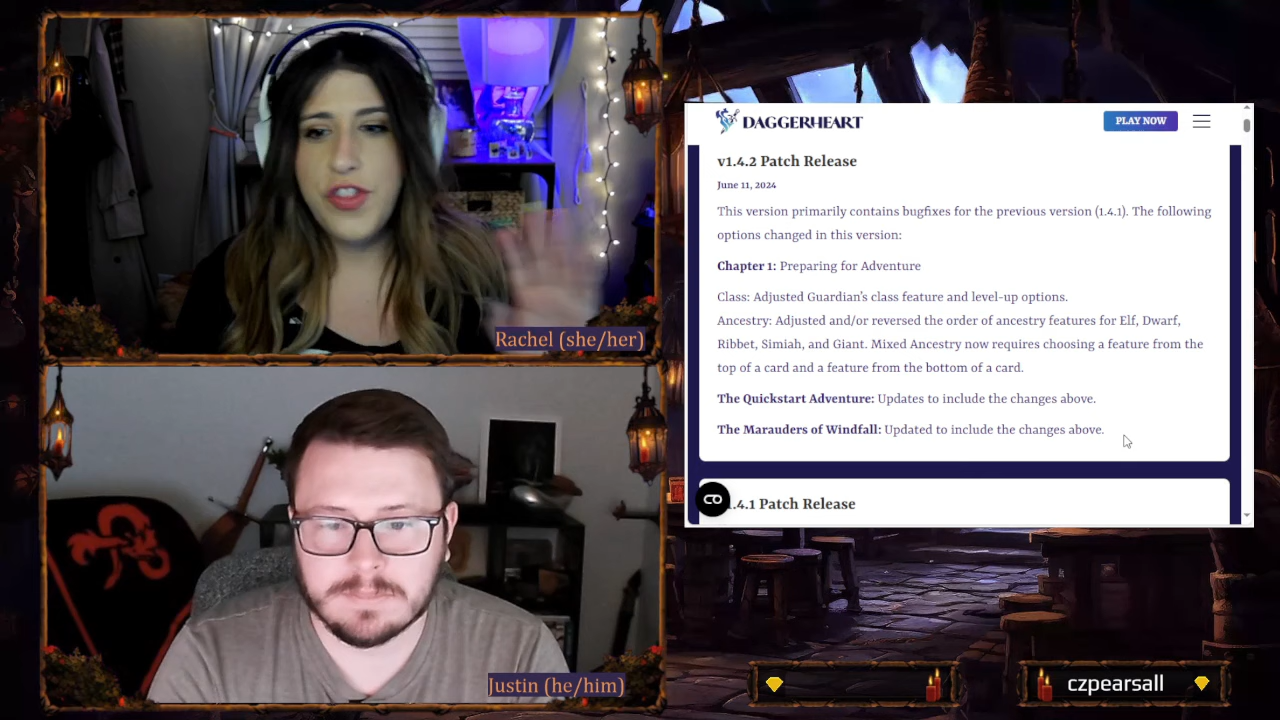 Rachel (she/her)
Justin (he/him)
DAGGERHEART
PLAY NOW
v1.4.2 Patch Release
June 11, 2024
This version primarily contains bugfixes for the previous version (1.4.1). The following
options changed in this version:
Chapter 1: Preparing for Adventure
Class: Adjusted Guardian's class feature and level-up options.
Ancestry: Adjusted and/or reversed the order of ancestry features for Elf, Dwarf,
Ribbet, Simiah, and Giant. Mixed Ancestry now requires choosing a feature from the
top of a card and a feature from the bottom of a card.
The Quickstart Adventure: Updates to include the changes above.
The Marauders of Windfall: Updated to include the changes above.
.4.1 Patch Release
czpearsall